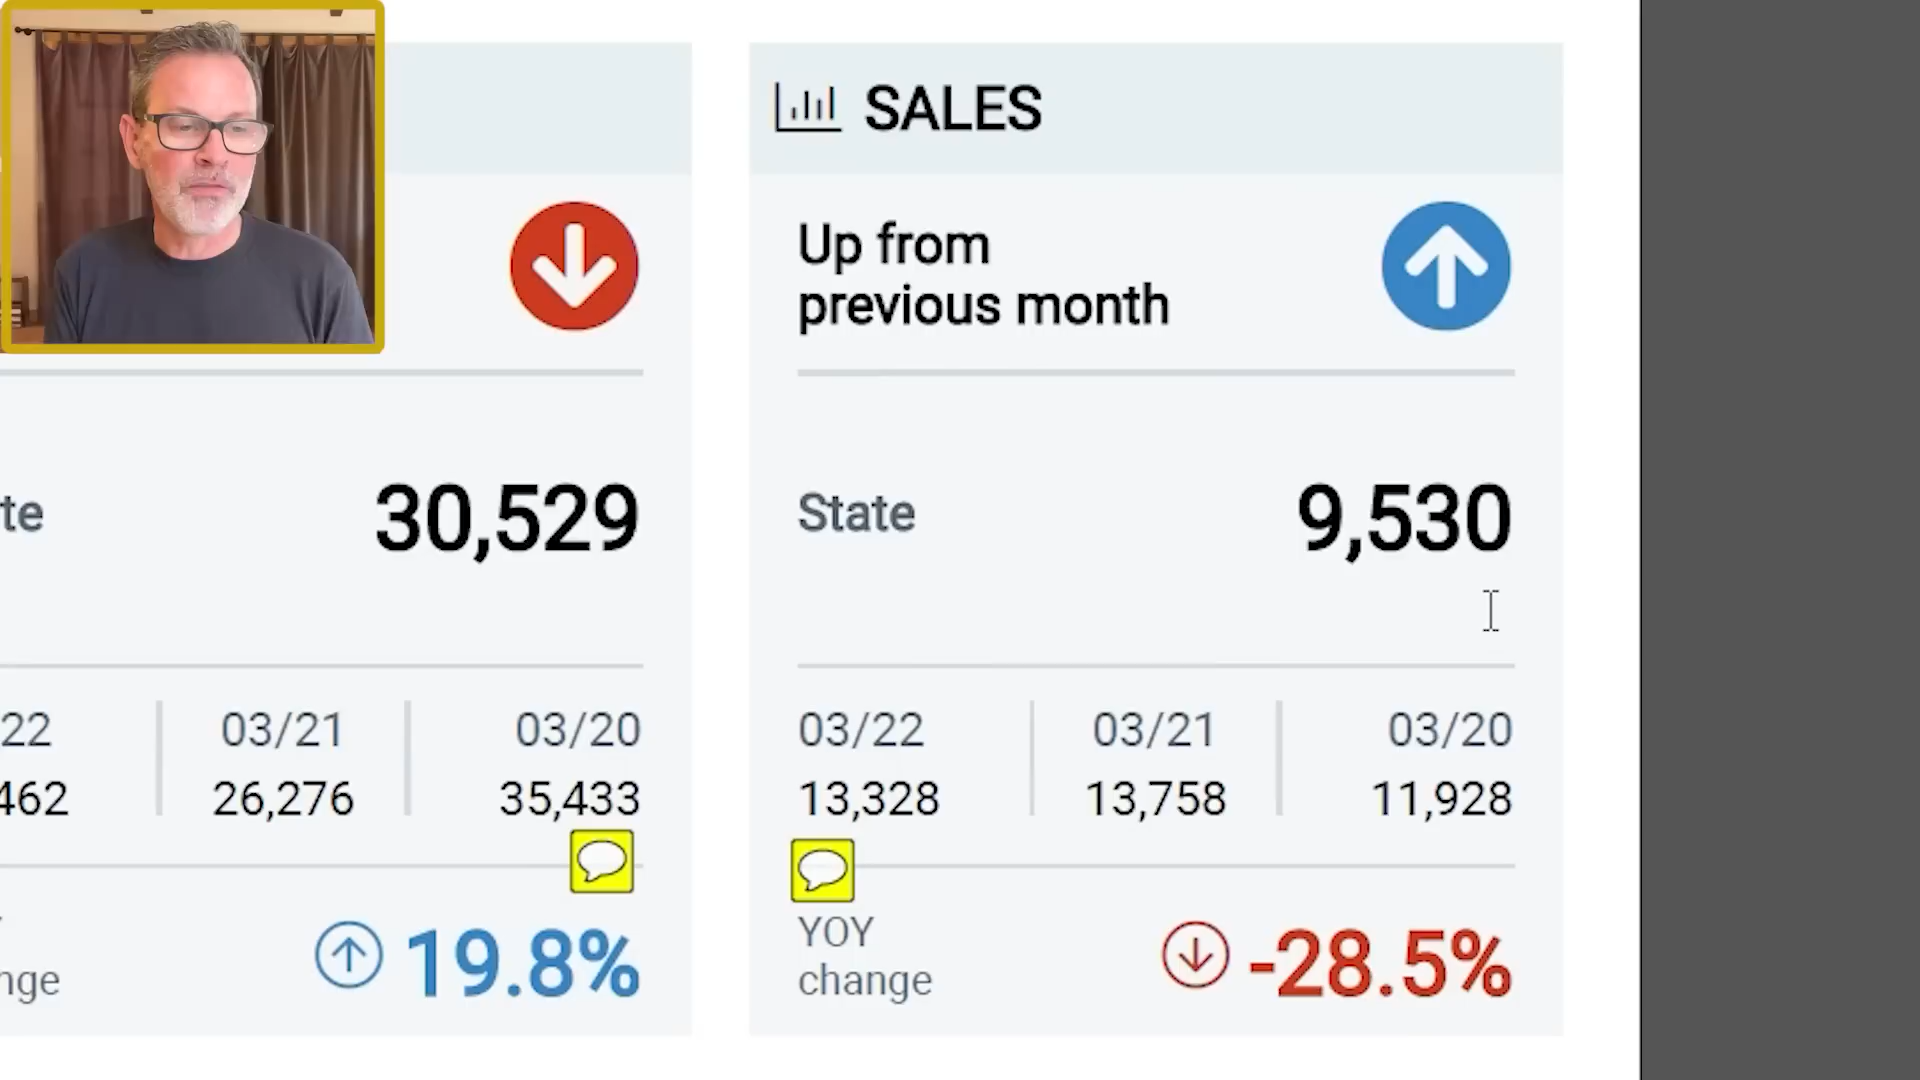 te
30,529
22
03/21
03/20
462
26,276
35,433
nge
19.8%
SALES
Up from
previous month
State
9,530
03/22
03/21
03/20
13,328
13,758
11,928
YOY
change
-28.5%